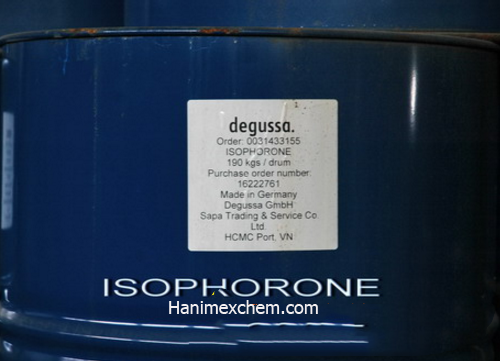 degussa.
Order: 0031433155
ISOPHORONE
190 kgs / drum
Purchase order number:
16222761
Made in Germany
Degussa GmbH
Sapa Trading & Service Co.
Ltd
HCMC Port, VN
ISOPHORONE
Hanimexchem.com